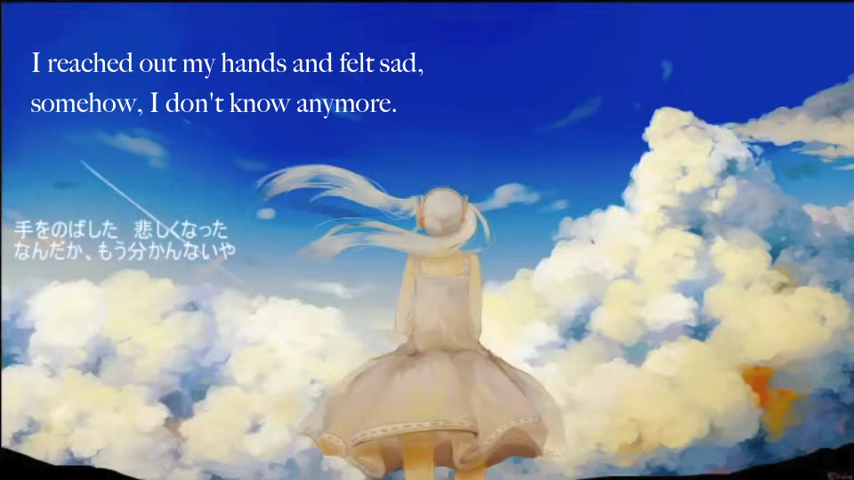 I reached out my hands and felt sad,
somehow, I don't know anymore.
手をのばした　悲しくなった
なんだか、もう分かんないや